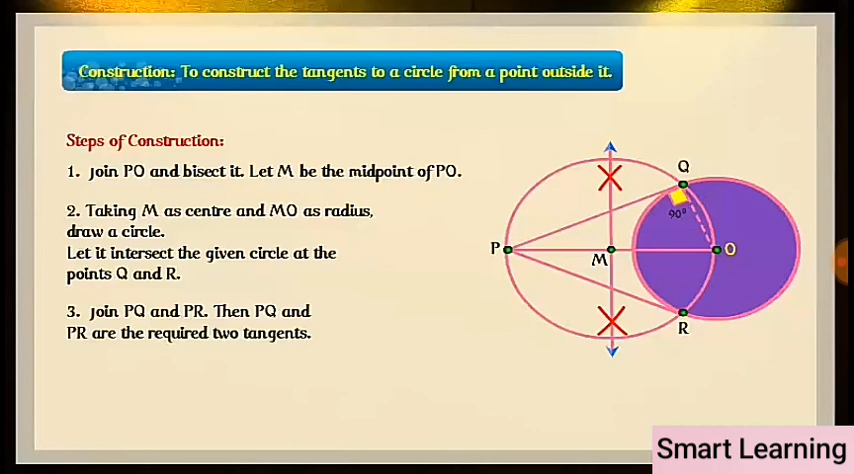 Construction: To construct the tangents to a circle from a point outside it.
Steps of Construction:
1. Join PO and bisect it. Let M be the midpoint of PO.
2. Taking M as centre and MO as radius,
draw a circle.
Let it intersect the given circle at the
points Q and R.
3. Join PQ and PR. Then PQ and
PR are the required two tangents.
Q
90°
P
M
O
R
Smart Learning